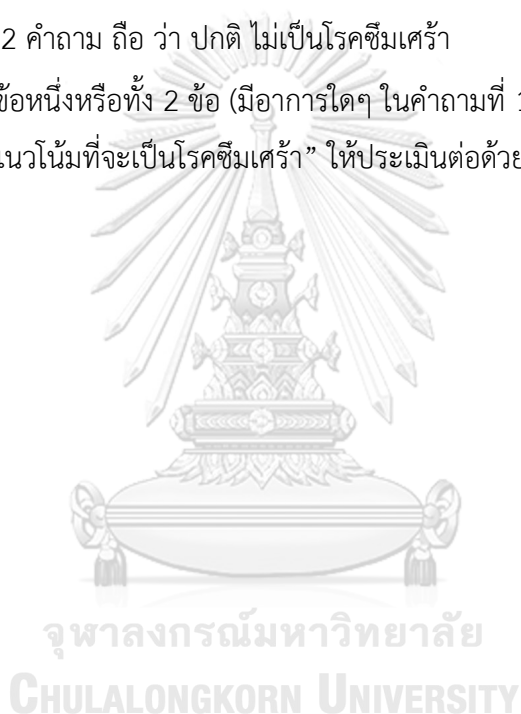 2 คำถาม ถือ ว่า ปกติ ไม่เป็นโรคซึมเศร้า
ข้อหนึ่งหรือทั้ง 2 ข้อ (มีอาการใดๆ ในคำถามที่ 1
แนวโน้มที่จะเป็นโรคซึมเศร้า” ให้ประเมินต่อด้วย
จุฬาลงกรณ์มหาวิทยาลัย
CHULALONGKORN UNIVERSITY